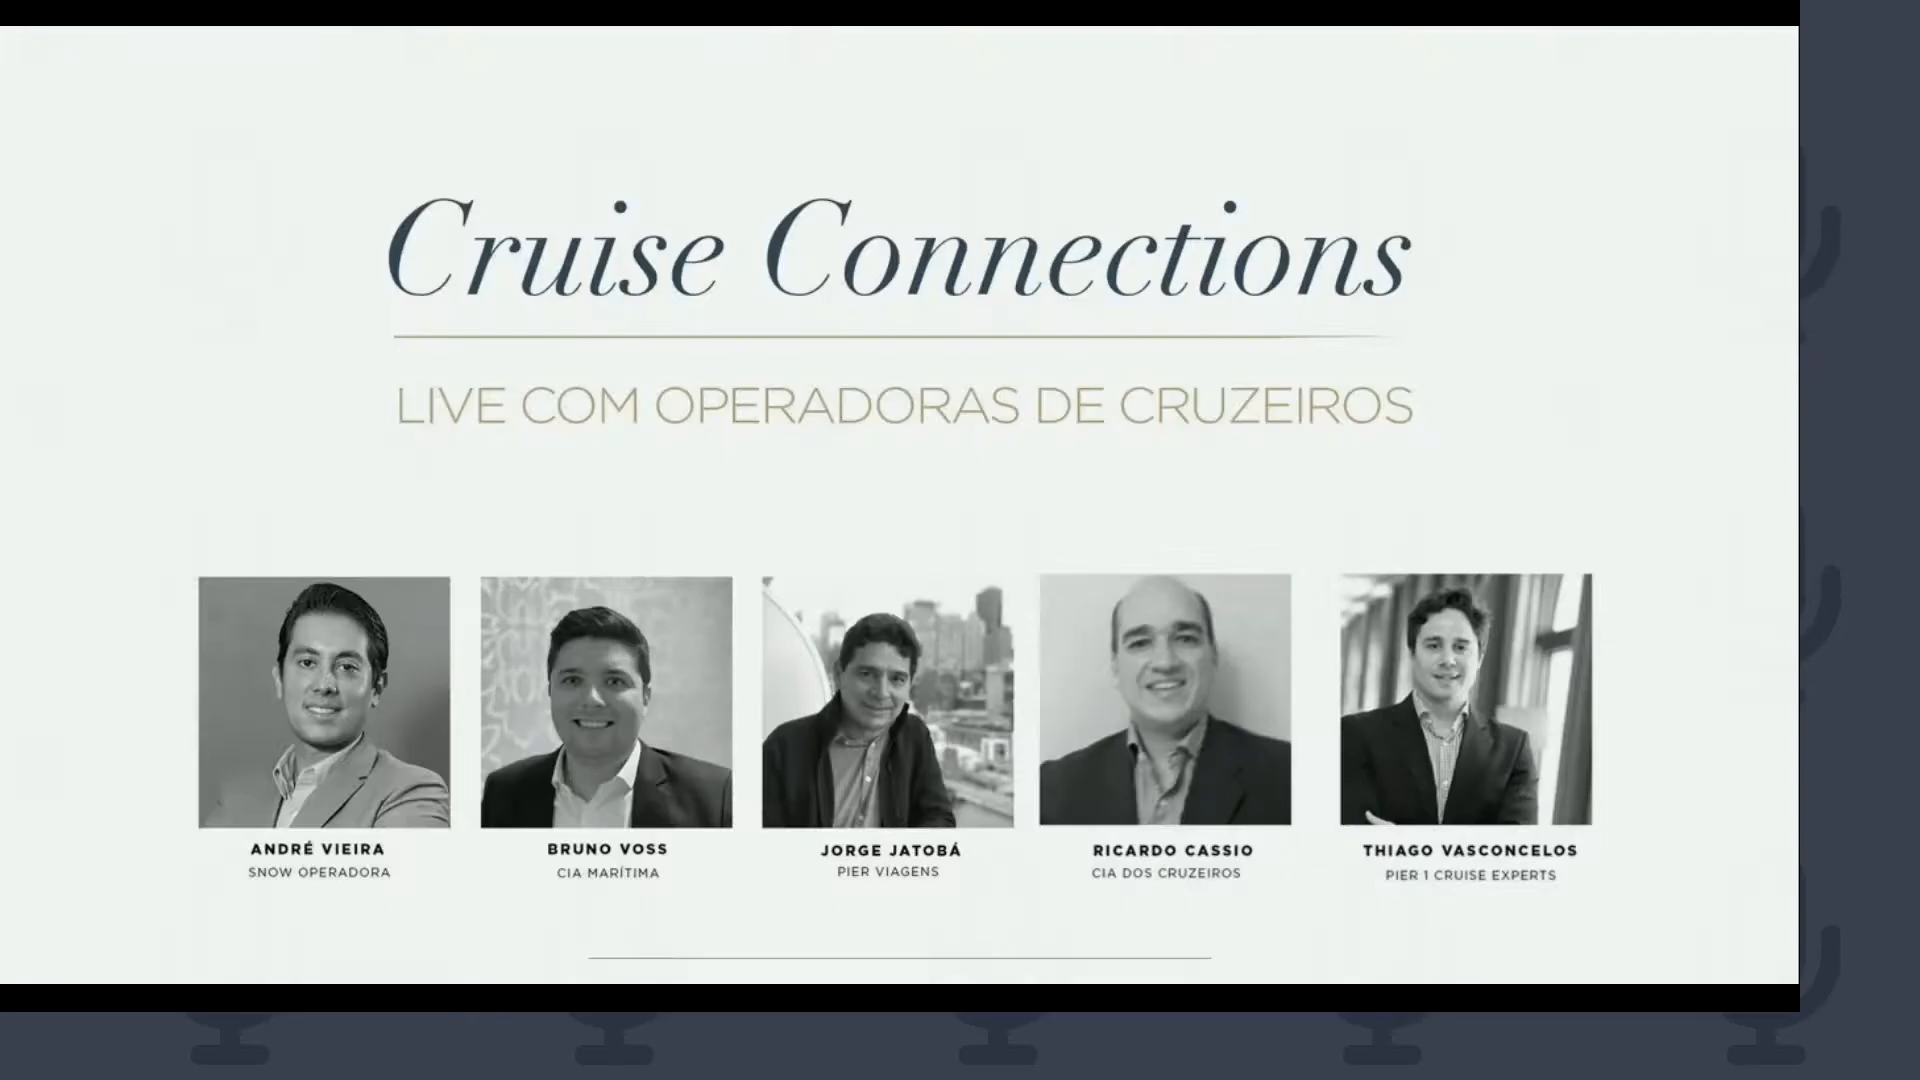 Cruise Connections
LIVE COM OPERADORAS DE CRUZEIROS
ANDRÉ VIEIRA
SNOW OPERADORA
BRUNO VOSS
CIA MARÍTIMA
JORGE JATOBÁ
PIER VIAGENS
RICARDO CASSIO
CIA DOS CRUZEIROS
THIAGO VASCONCELOS
PIER 1 CRUISE EXPERTS